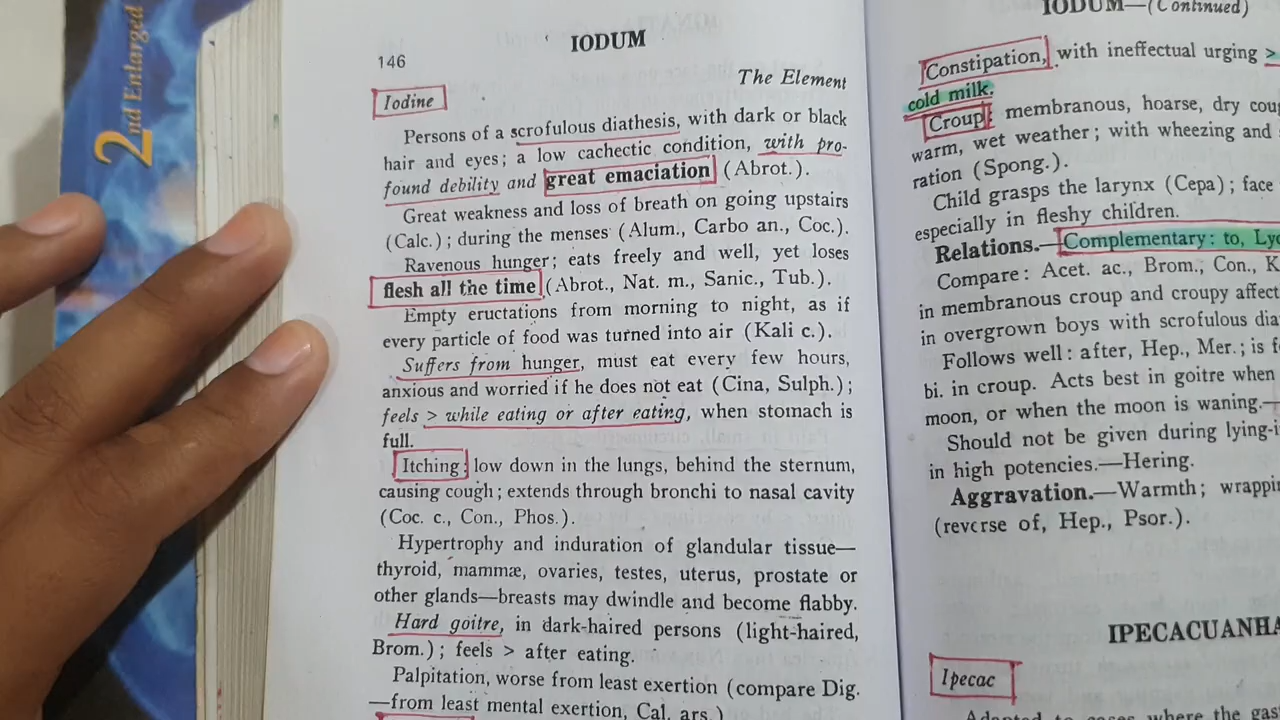 2nd Enlarged
IODUM
146
The Element
Iodine
Persons of a scrofulous diathesis, with dark or black
hair and eyes; a low cachectic condition, with pro-
found debility and great emaciation (Abrot.).
Great weakness and loss of breath on going upstairs
(Calc.); during the menses (Alum., Carbo an., Coc.).
Ravenous hunger; eats freely and well, yet loses
flesh all the time (Abrot., Nat. m., Sanic., Tub.).
Empty eructations from morning to night, as if
every particle of food was turned into air (Kali c.).
Suffers from hunger, must eat every few hours,
anxious and worried if he does not eat (Cina, Sulph.);
feels > while eating or after eating, when stomach is
full.
Itching: low down in the lungs, behind the sternum,
causing cough; extends through bronchi to nasal cavity
(Coc. c., Con., Phos.).
Hypertrophy and induration of glandular tissue—
thyroid, mammæ, ovaries, testes, uterus, prostate or
other glands—breasts may dwindle and become flabby.
Hard goitre, in dark-haired persons (light-haired,
Brom.); feels > after eating.
Palpitation, worse from least exertion (compare Dig.
—from least mental exertion, Cal. ars.)
IODUM—(Continued)
Constipation, with ineffectual urging >
cold milk.
Croup: membranous, hoarse, dry cou
warm, wet weather; with wheezing and
ration (Spong.).
Child grasps the larynx (Cepa); face
especially in fleshy children.
Relations.—Complementary: to, Lyc
Compare: Acet. ac., Brom., Con., K
in membranous croup and croupy affect
in overgrown boys with scrofulous dia
Follows well: after, Hep., Mer.; is f
bi. in croup. Acts best in goitre when
moon, or when the moon is waning.—
Should not be given during lying-i
in high potencies.—Hering.
Aggravation.—Warmth; wrappin
(reverse of, Hep., Psor.).
IPECACUANHA
Ipecac
Adapted to cases where the gas